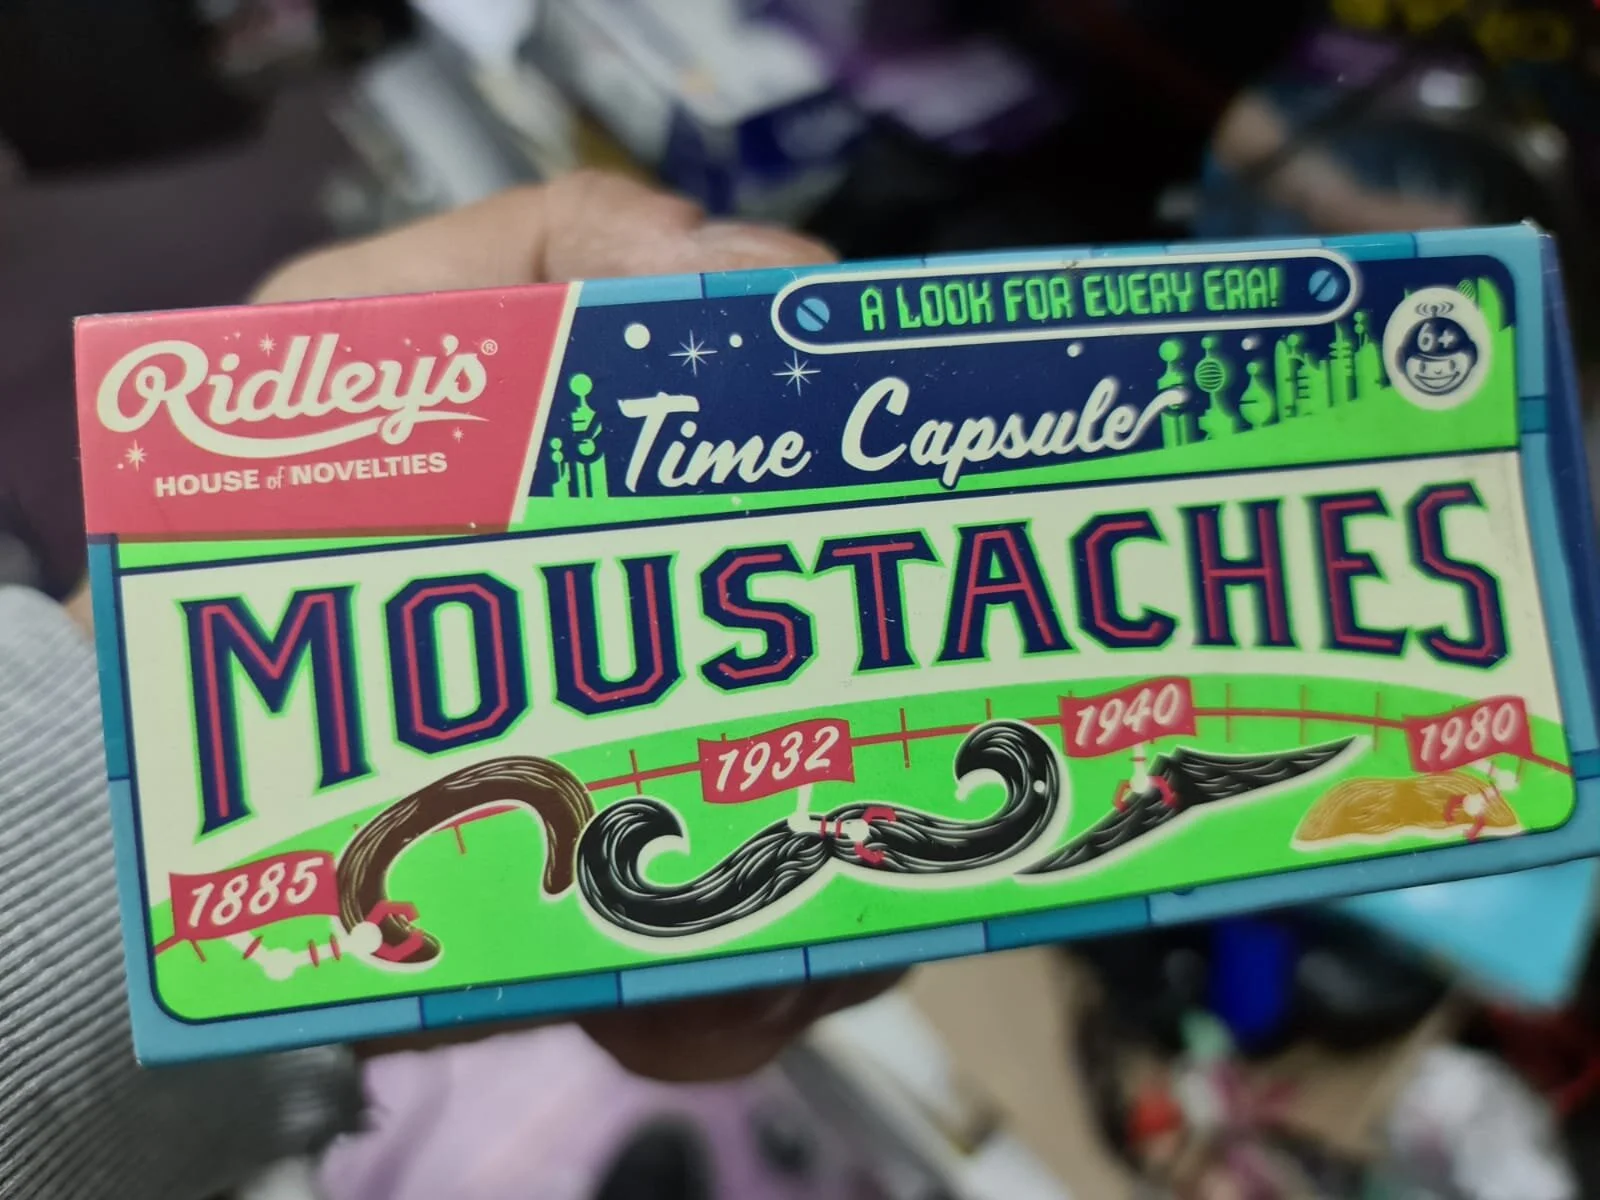 Ridley's®
HOUSE of NOVELTIES
A LOOK FOR EVERY ERA!
Time Capsule
6+
MOUSTACHES
1885
1932
1940
1980